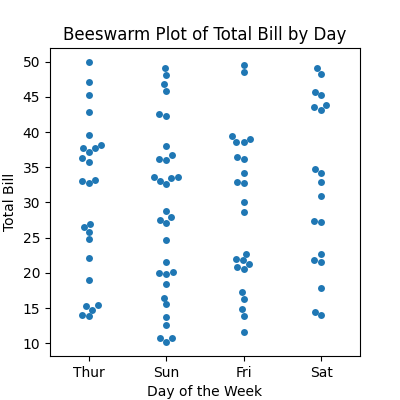 Beeswarm Plot of Total Bill by Day
50
45
40
35
30
25
20
15
10
Total Bill
Thur Sun Fri Sat
Day of the Week